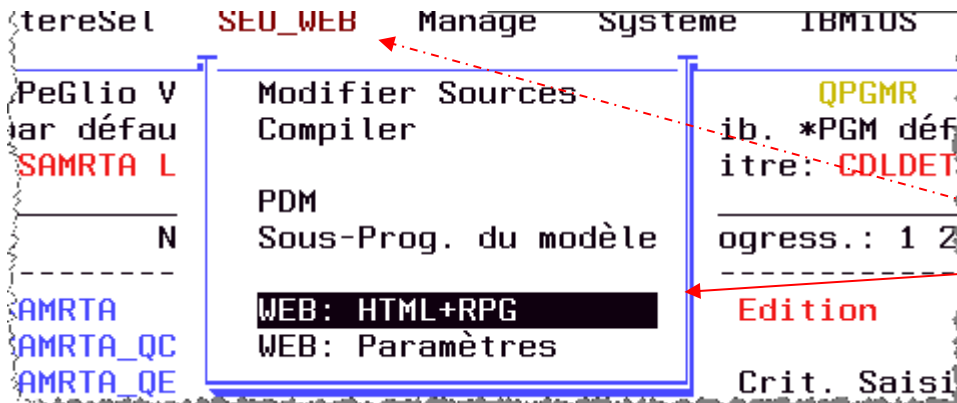 tereSel SEU_WEB Manage Système IBMiOS
PeGlio V Modifier Sources QPGMR
par défau Compiler ib. *PGM déf
SAMRTA L itre: CDLDET
PDM
N Sous-Prog. du modèle ogress.: 1 2
AMRTA WEB: HTML+RPG Edition
AMRTA_QC WEB: Paramètres
AMRTA_QE Crit. Saisi